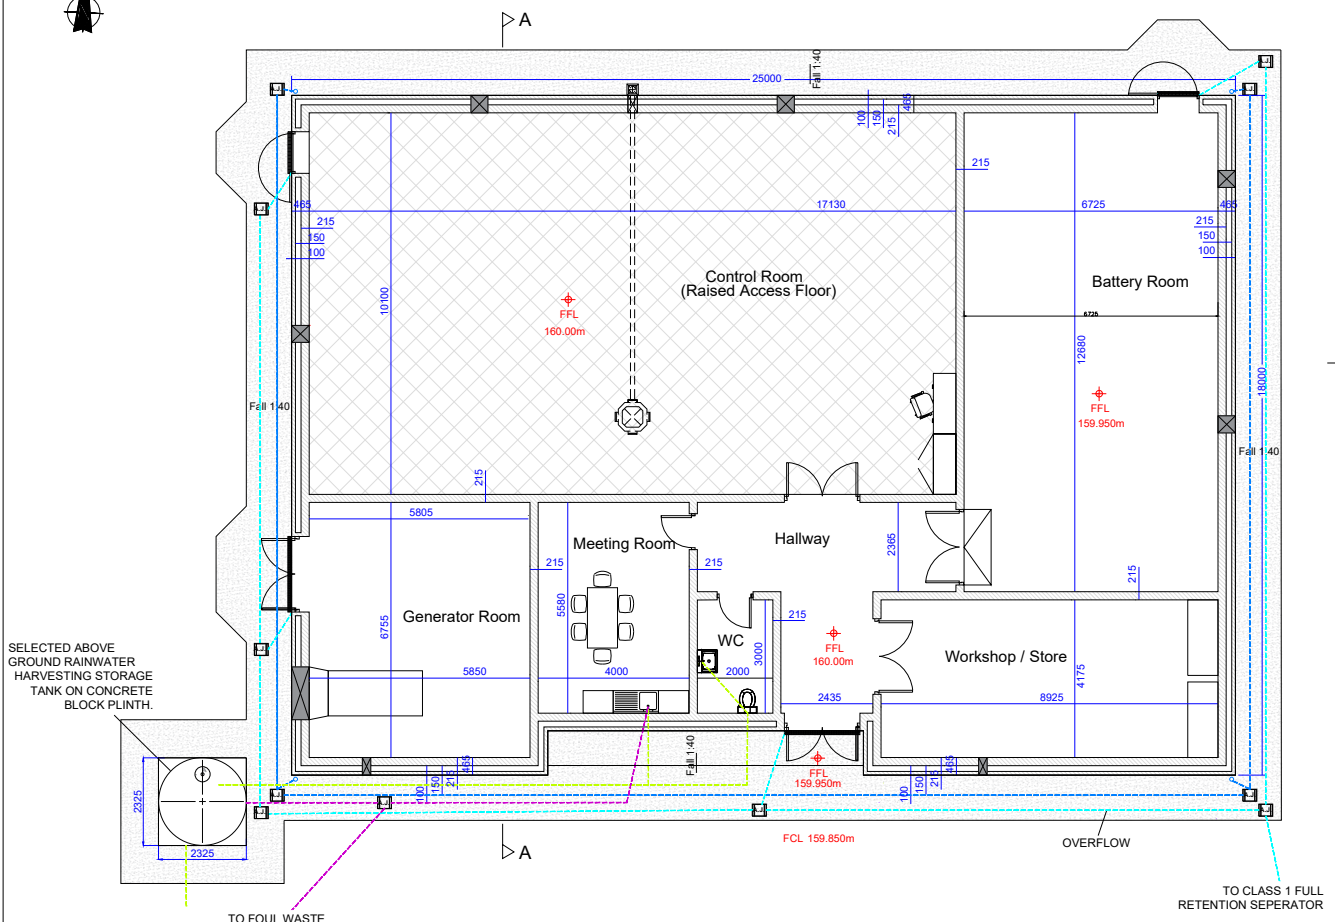 A
Fall 1:40
25000
465
100
150
215
215
465
17130
6725
465
215
150
100
215
150
100
Control Room
(Raised Access Floor)
Battery Room
10100
FFL
160.00m
6725
12680
18000
FFL
159.950m
Fall 1:40
Fall 1:40
215
5805
Meeting Room
Hallway
2365
215
215
215
5580
Generator Room
6755
WC
215
3000
FFL
160.00m
Workshop / Store
4175
5850
4000
2000
2435
8925
SELECTED ABOVE
GROUND RAINWATER
HARVESTING STORAGE
TANK ON CONCRETE
BLOCK PLINTH.
Fall 1:40
465
215
150
100
FFL
159.950m
465
215
150
100
2325
2325
FCL 159.850m
OVERFLOW
A
TO CLASS 1 FULL
RETENTION SEPERATOR
TO FOUL WASTE